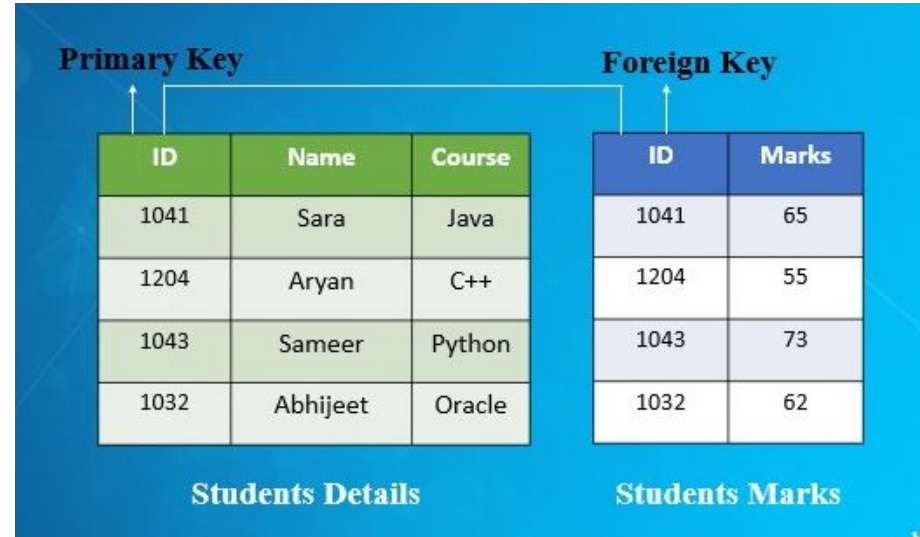 Primary Key
Foreign Key
ID Name Course
1041 Sara Java
1204 Aryan C++
1043 Sameer Python
1032 Abhijeet Oracle
Students Details
ID Marks
1041 65
1204 55
1043 73
1032 62
Students Marks